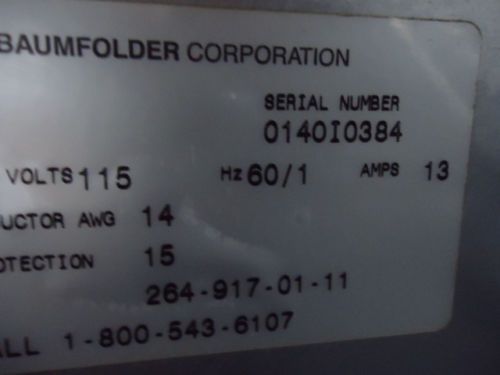 BAUMFOLDER CORPORATION
SERIAL NUMBER
0140I0384
VOLTS 115 Hz 60/1 AMPS 13
UCTOR AWG 14
OTECTION 15
264-917-01-11
ALL 1-800-543-6107